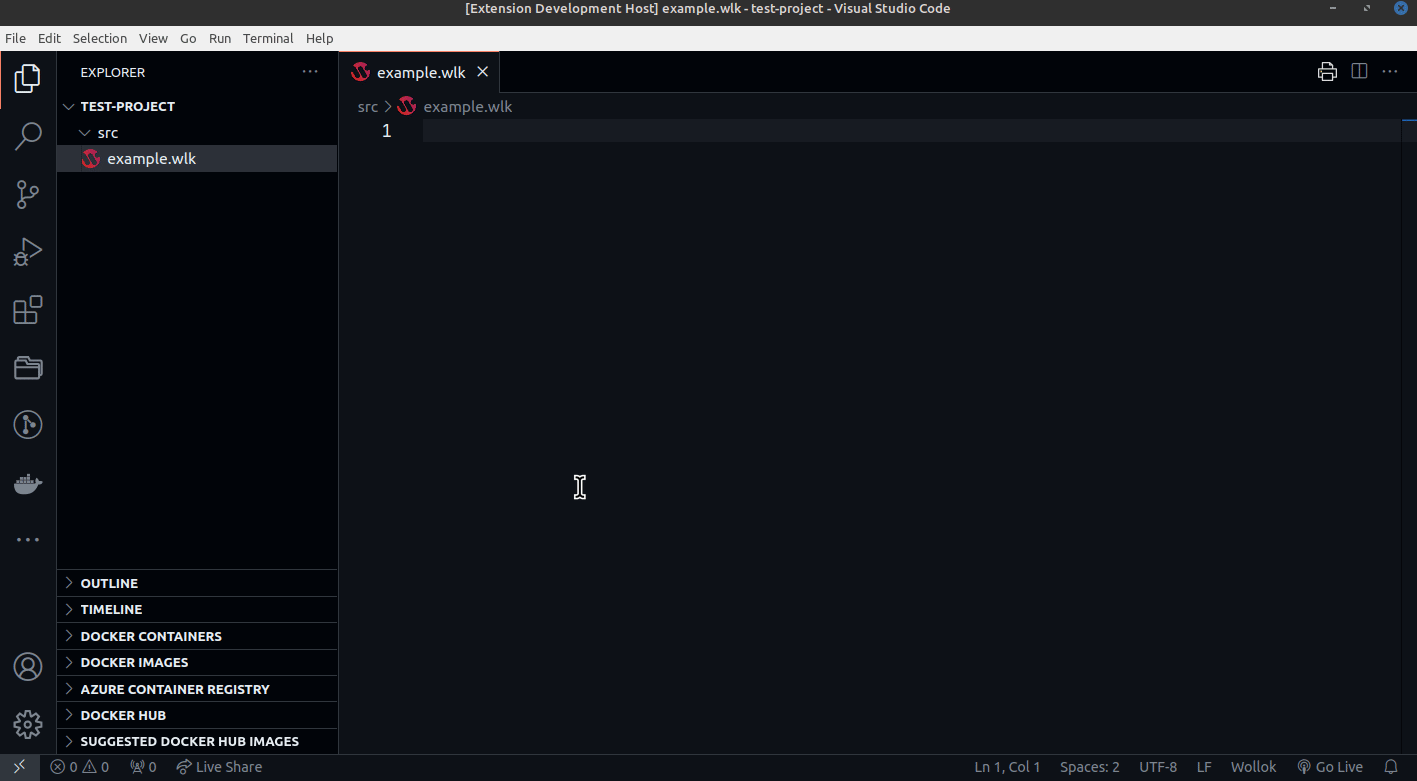 [Extension Development Host] example.wlk - test-project - Visual Studio Code
File Edit Selection View Go Run Terminal Help
EXPLORER
example.wlk
TEST-PROJECT
src
example.wlk
src example.wlk
1
OUTLINE
TIMELINE
DOCKER CONTAINERS
DOCKER IMAGES
AZURE CONTAINER REGISTRY
DOCKER HUB
SUGGESTED DOCKER HUB IMAGES
0 0 0 Live Share Ln 1, Col 1 Spaces: 2 UTF-8 LF Wollok Go Live